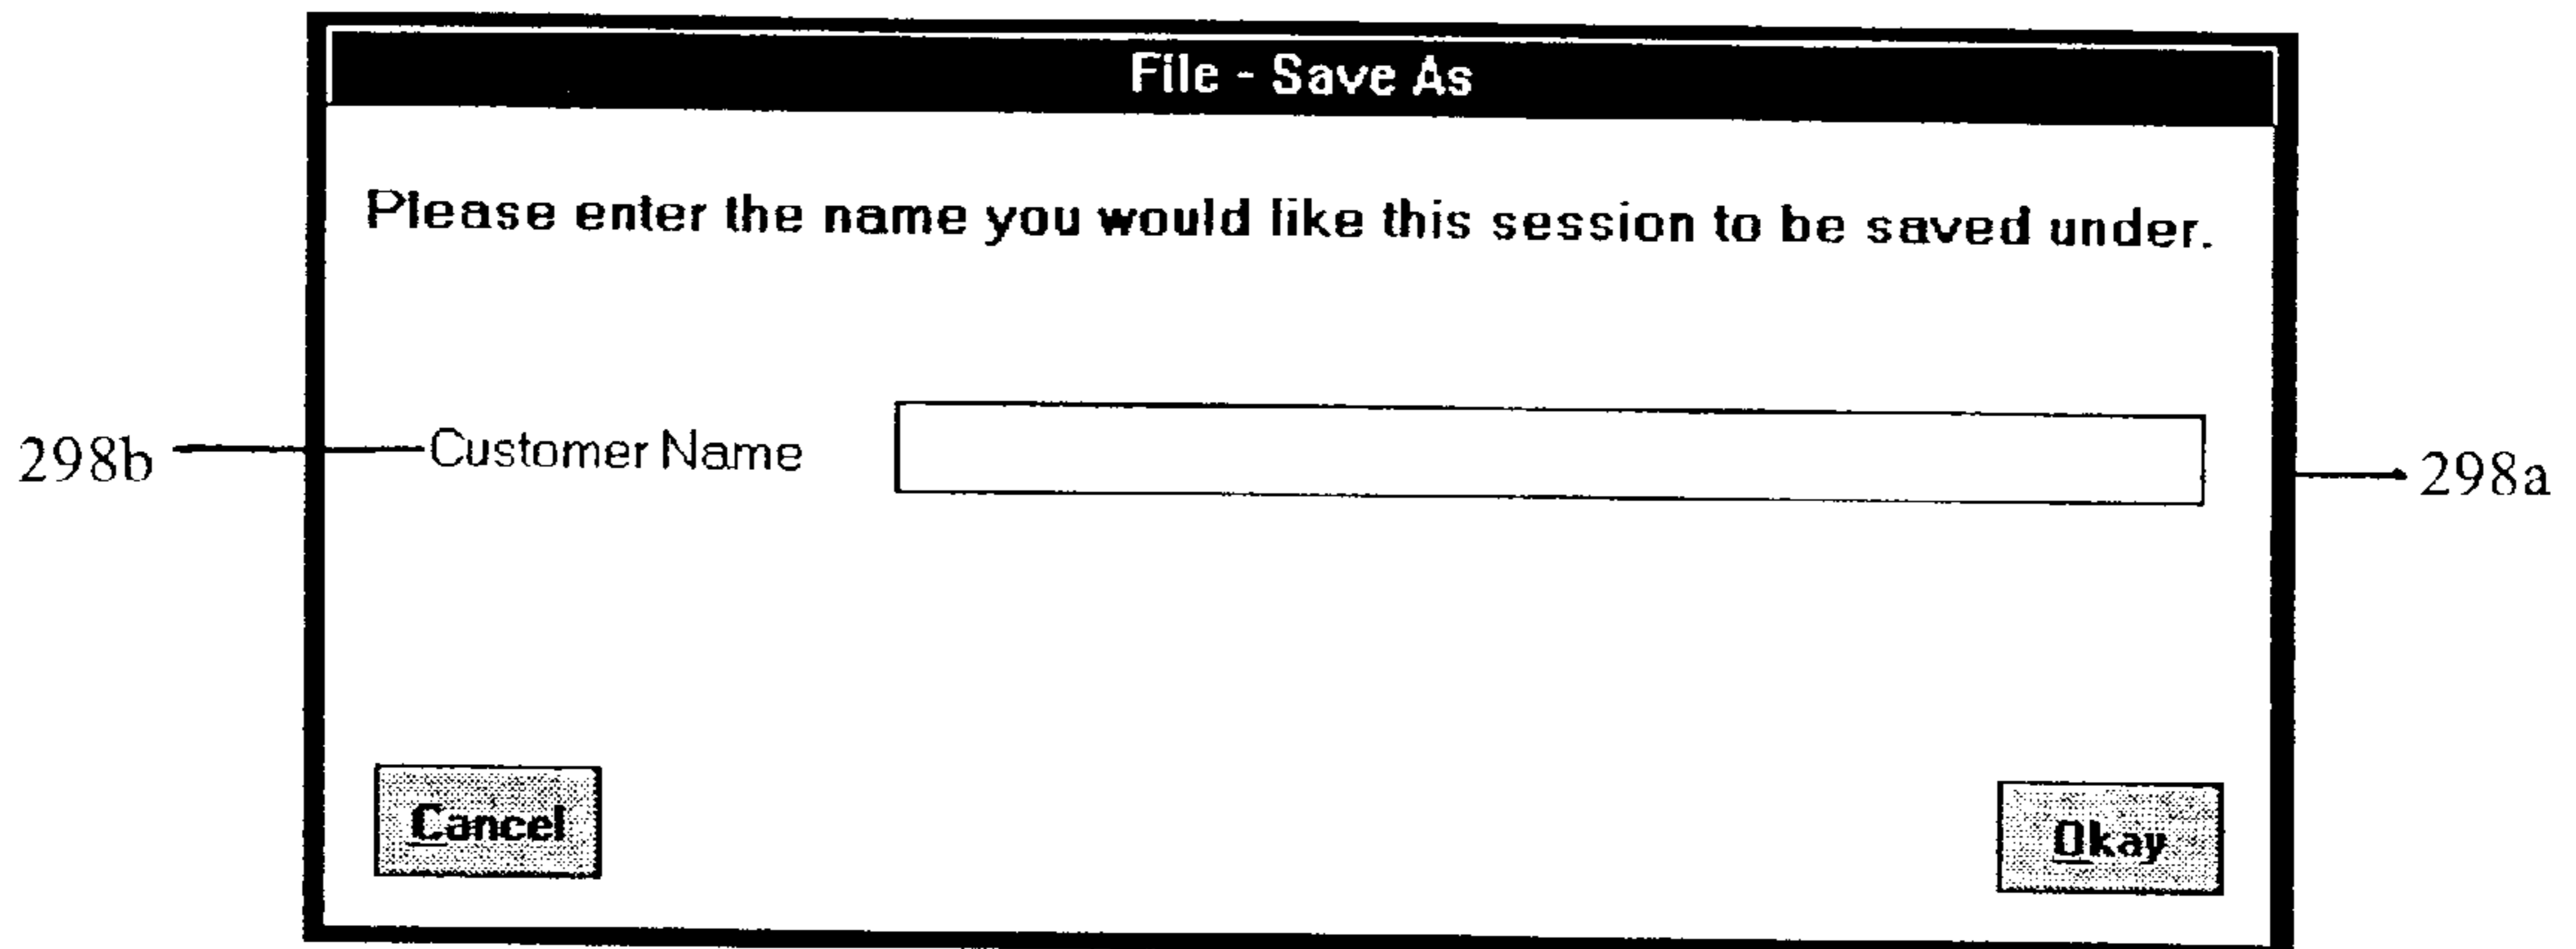 File - Save As
Please enter the name you would like this session to be saved under.
298b Customer Name 298a
Cancel Okay